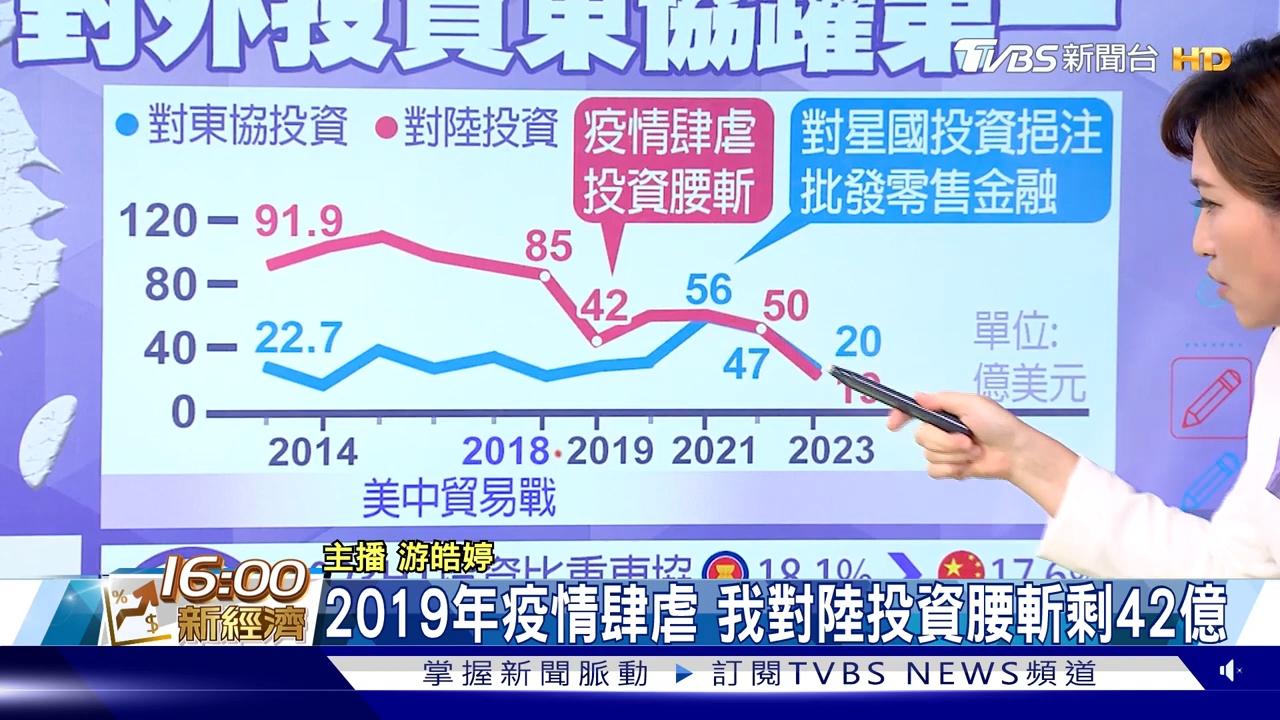 對外投資東協躍第一
TVBS新聞台 HD
對東協投資 對陸投資
疫情肆虐
投資腰斬
對星國投資挹注
批發零售金融
120
80
40
0
91.9
85
42
56
50
22.7
47
20
單位:
億美元
2014
2018
2019
2021
2023
美中貿易戰
資比重東協 18.1%
主播 游皓婷
16:00
新經濟
2019年疫情肆虐 我對陸投資腰斬剩42億
掌握新聞脈動 訂閱TVBS NEWS頻道